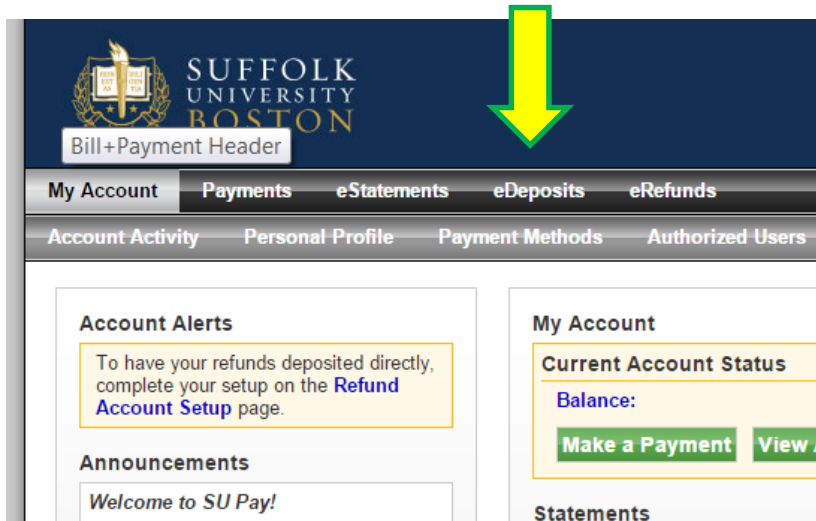 SUFFOLK
UNIVERSITY
BOSTON
Bill+Payment Header
My Account Payments eStatements eDeposits eRefunds
Account Activity Personal Profile Payment Methods Authorized Users
Account Alerts
To have your refunds deposited directly,
complete your setup on the Refund
Account Setup page.
Announcements
Welcome to SU Pay!
My Account
Current Account Status
Balance:
Make a Payment View
Statements